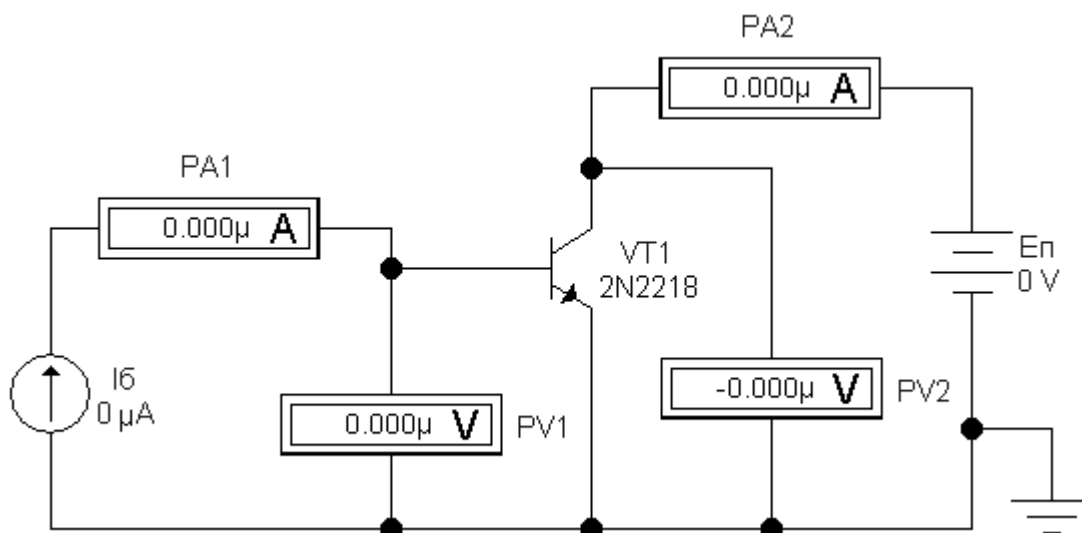 PA2
0.000µ A
PA1
0.000µ A
VT1
2N2218
Eп
0 V
Iб
0 µA
0.000µ V
PV1
-0.000µ V
PV2